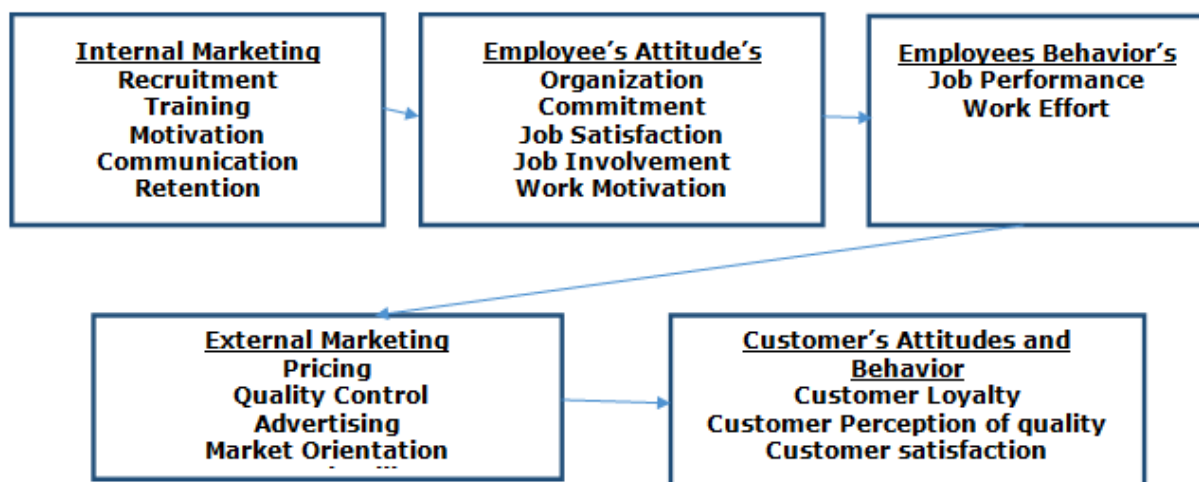 Internal Marketing
Recruitment
Training
Motivation
Communication
Retention
Employee's Attitude's
Organization
Commitment
Job Satisfaction
Job Involvement
Work Motivation
Employees Behavior's
Job Performance
Work Effort
External Marketing
Pricing
Quality Control
Advertising
Market Orientation
Customer's Attitudes and
Behavior
Customer Loyalty
Customer Perception of quality
Customer satisfaction